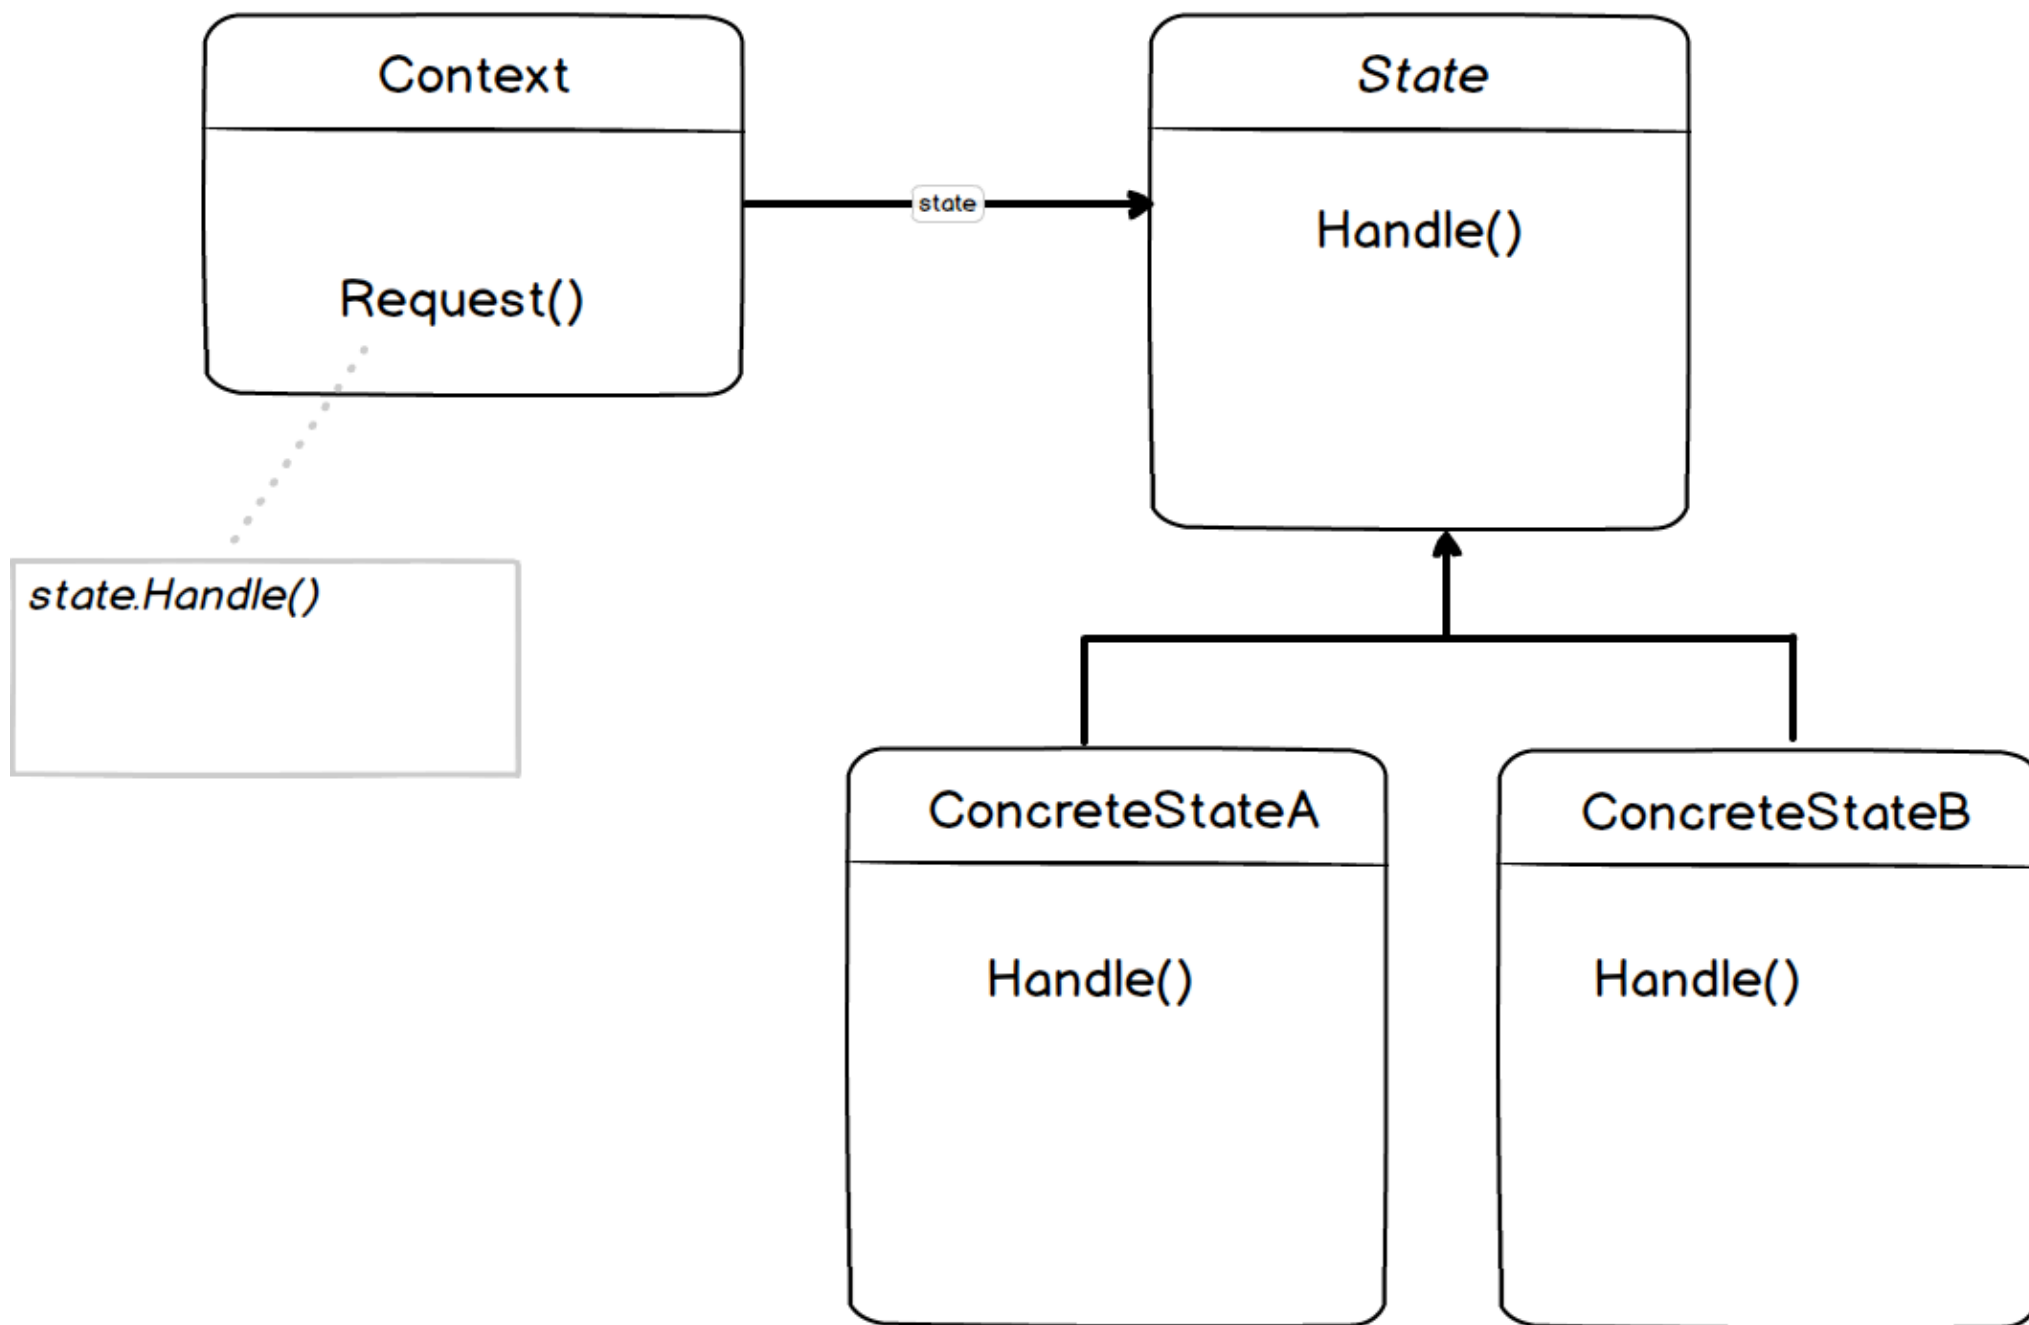 Context
State
state
Handle()
Request()
state.Handle()
ConcreteStateA
ConcreteStateB
Handle()
Handle()